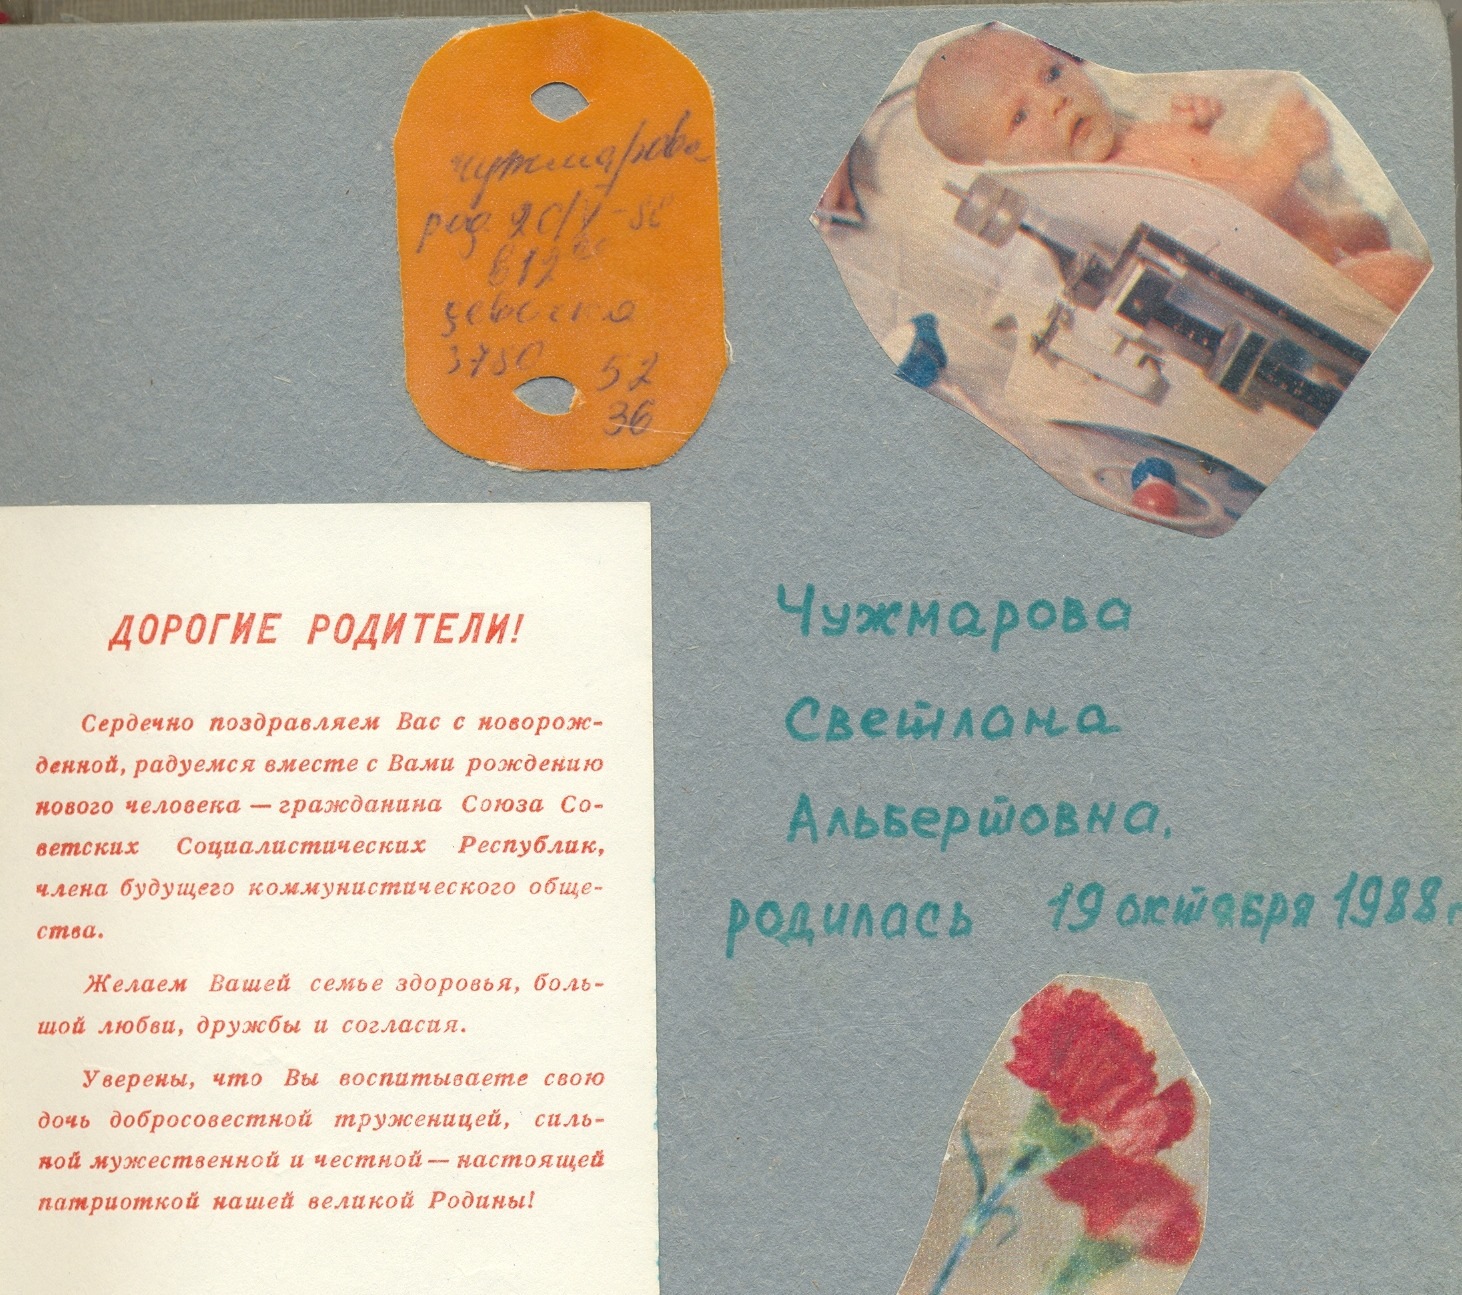 Чужмарова
род. 20/X-88
в 12⁰⁰
девочка
3780 52
36
ДОРОГИЕ РОДИТЕЛИ!
Сердечно поздравляем Вас с новорож-
денной, радуемся вместе с Вами рождению
нового человека — гражданина Союза Со-
ветских Социалистических Республик,
члена будущего коммунистического обще-
ства.
Желаем Вашей семье здоровья, боль-
шой любви, дружбы и согласия.
Уверены, что Вы воспитываете свою
дочь добросовестной труженицей, силь-
ной мужественной и честной — настоящей
патриоткой нашей великой Родины!
Чужмарова
Светлана
Альбертовна.
родилась 19 октября 1988 г